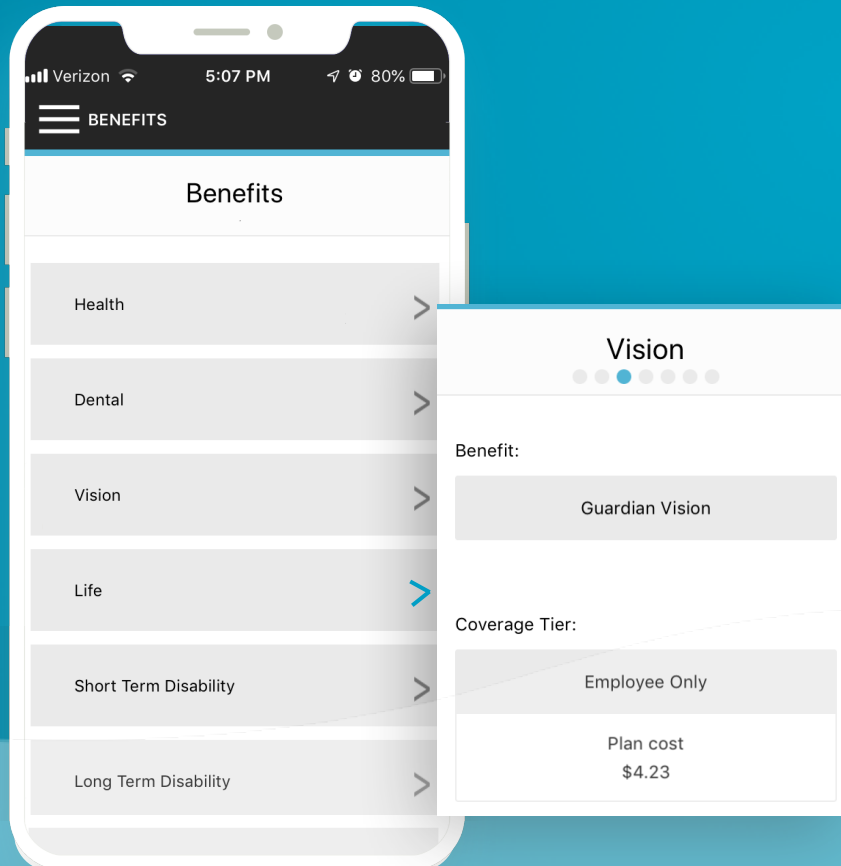 Verizon 5:07 PM 80%
BENEFITS
Benefits
Health
Dental
Vision
Life
Short Term Disability
Long Term Disability
Vision
Benefit:
Guardian Vision
Coverage Tier:
Employee Only
Plan cost
$4.23